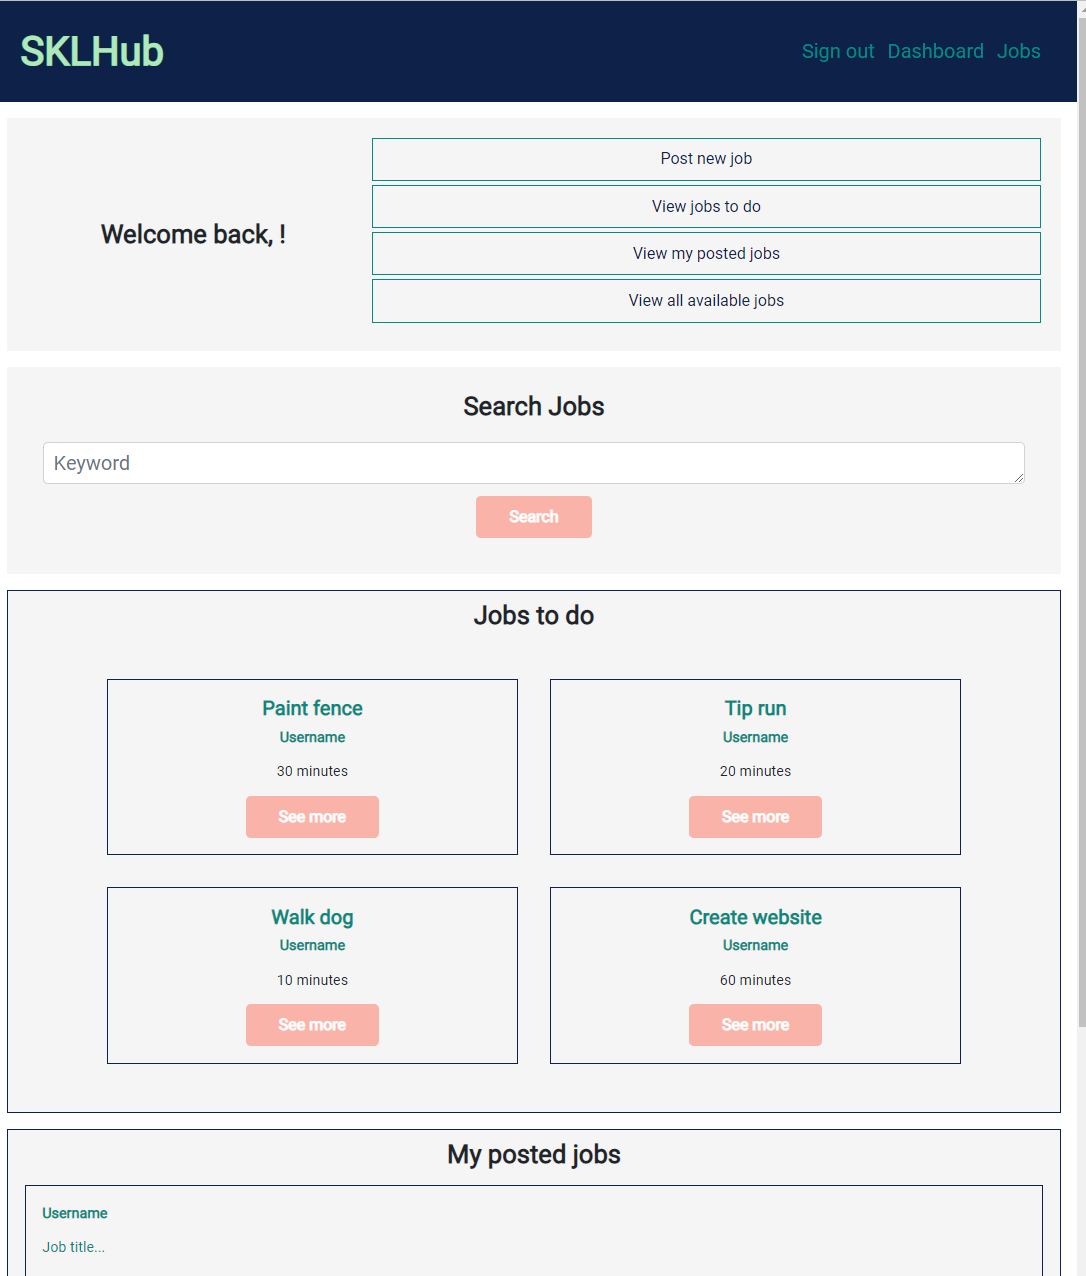 SKLHub
Sign out Dashboard Jobs
Welcome back, !
Post new job
View jobs to do
View my posted jobs
View all available jobs
Search Jobs
Keyword
Search
Jobs to do
Paint fence
Username
30 minutes
See more
Tip run
Username
20 minutes
See more
Walk dog
Username
10 minutes
See more
Create website
Username
60 minutes
See more
My posted jobs
Username
Job title...